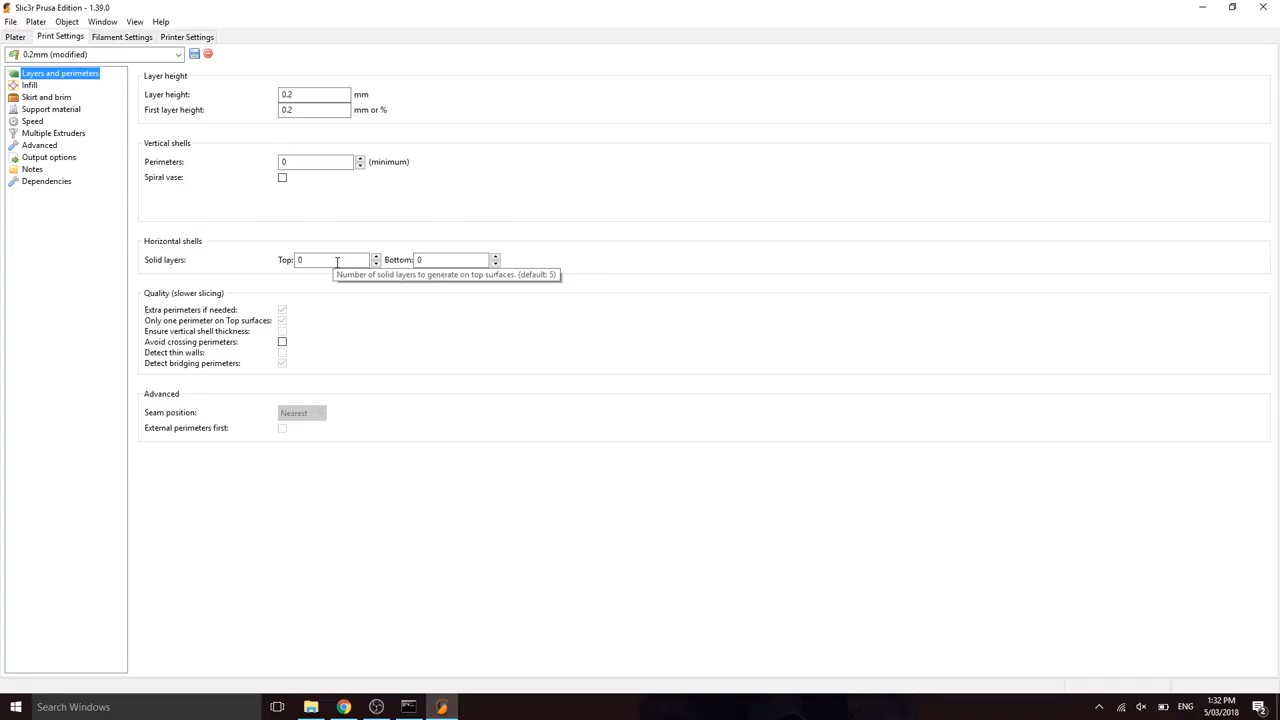 Slic3r Prusa Edition - 1.39.0
File Plater Object Window View Help
Plater Print Settings Filament Settings Printer Settings
0.2mm (modified)
Layers and perimeters
Infill
Skirt and brim
Support material
Speed
Multiple Extruders
Advanced
Output options
Notes
Dependencies
Layer height
Layer height: 0.2 mm
First layer height: 0.2 mm or %
Vertical shells
Perimeters: 0 (minimum)
Spiral vase:
Horizontal shells
Solid layers: Top: 0 Bottom: 0
Number of solid layers to generate on top surfaces. (default: 5)
Quality (slower slicing)
Extra perimeters if needed:
Only one perimeter on Top surfaces:
Ensure vertical shell thickness:
Avoid crossing perimeters:
Detect thin walls:
Detect bridging perimeters:
Advanced
Seam position: Nearest
External perimeters first:
Search Windows
ENG
1:32 PM
5/03/2018
2